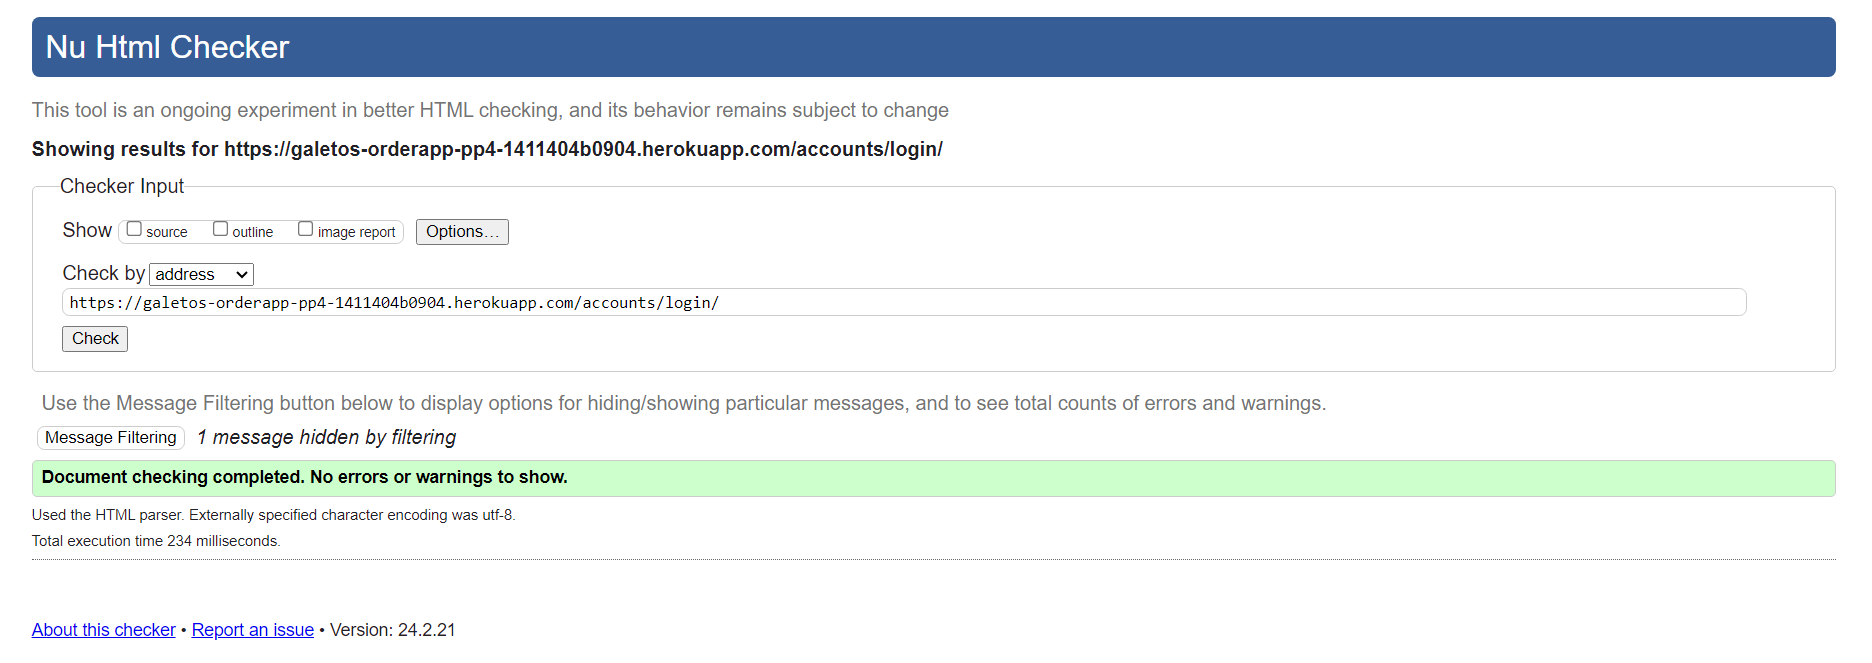 Nu Html Checker
This tool is an ongoing experiment in better HTML checking, and its behavior remains subject to change
Showing results for https://galetos-orderapp-pp4-1411404b0904.herokuapp.com/accounts/login/
Checker Input
Show source outline image report Options...
Check by address
https://galetos-orderapp-pp4-1411404b0904.herokuapp.com/accounts/login/
Check
Use the Message Filtering button below to display options for hiding/showing particular messages, and to see total counts of errors and warnings.
Message Filtering 1 message hidden by filtering
Document checking completed. No errors or warnings to show.
Used the HTML parser. Externally specified character encoding was utf-8.
Total execution time 234 milliseconds.
About this checker • Report an issue • Version: 24.2.21